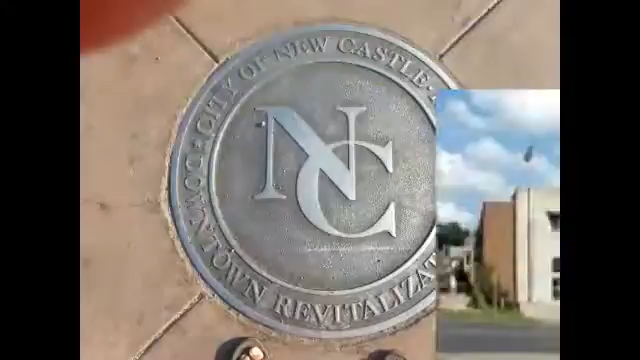 · CITY OF NEW CASTLE ·
NC
DOWNTOWN REVITALIZAT